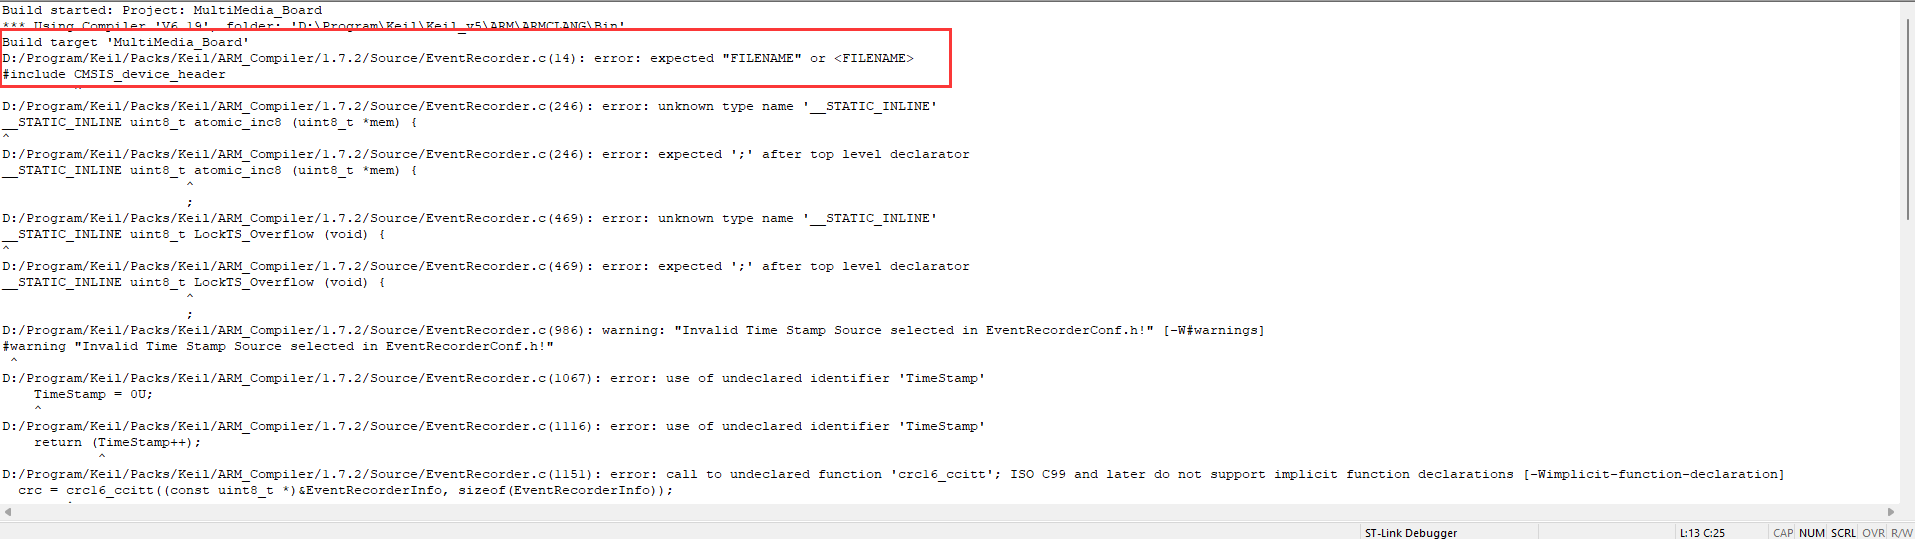 Build started: Project: MultiMedia_Board
*** Using Compiler 'V6.19', folder: 'D:\Program\Keil\Keil_v5\ARM\ARMCLANG\Bin'
Build target 'MultiMedia_Board'
D:/Program/Keil/Packs/Keil/ARM_Compiler/1.7.2/Source/EventRecorder.c(14): error: expected "FILENAME" or <FILENAME>
#include CMSIS_device_header
^
D:/Program/Keil/Packs/Keil/ARM_Compiler/1.7.2/Source/EventRecorder.c(246): error: unknown type name '__STATIC_INLINE'
__STATIC_INLINE uint8_t atomic_inc8 (uint8_t *mem) {
^
D:/Program/Keil/Packs/Keil/ARM_Compiler/1.7.2/Source/EventRecorder.c(246): error: expected ';' after top level declarator
__STATIC_INLINE uint8_t atomic_inc8 (uint8_t *mem) {
^
;
D:/Program/Keil/Packs/Keil/ARM_Compiler/1.7.2/Source/EventRecorder.c(469): error: unknown type name '__STATIC_INLINE'
__STATIC_INLINE uint8_t LockTS_Overflow (void) {
^
D:/Program/Keil/Packs/Keil/ARM_Compiler/1.7.2/Source/EventRecorder.c(469): error: expected ';' after top level declarator
__STATIC_INLINE uint8_t LockTS_Overflow (void) {
^
;
D:/Program/Keil/Packs/Keil/ARM_Compiler/1.7.2/Source/EventRecorder.c(986): warning: "Invalid Time Stamp Source selected in EventRecorderConf.h!" [-W#warnings]
#warning "Invalid Time Stamp Source selected in EventRecorderConf.h!"
^
D:/Program/Keil/Packs/Keil/ARM_Compiler/1.7.2/Source/EventRecorder.c(1067): error: use of undeclared identifier 'TimeStamp'
TimeStamp = 0U;
^
D:/Program/Keil/Packs/Keil/ARM_Compiler/1.7.2/Source/EventRecorder.c(1116): error: use of undeclared identifier 'TimeStamp'
return (TimeStamp++);
^
D:/Program/Keil/Packs/Keil/ARM_Compiler/1.7.2/Source/EventRecorder.c(1151): error: call to undeclared function 'crc16_ccitt'; ISO C99 and later do not support implicit function declarations [-Wimplicit-function-declaration]
crc = crc16_ccitt((const uint8_t *)&EventRecorderInfo, sizeof(EventRecorderInfo));
ST-Link Debugger L:13 C:25 CAP NUM SCRL OVR R/W